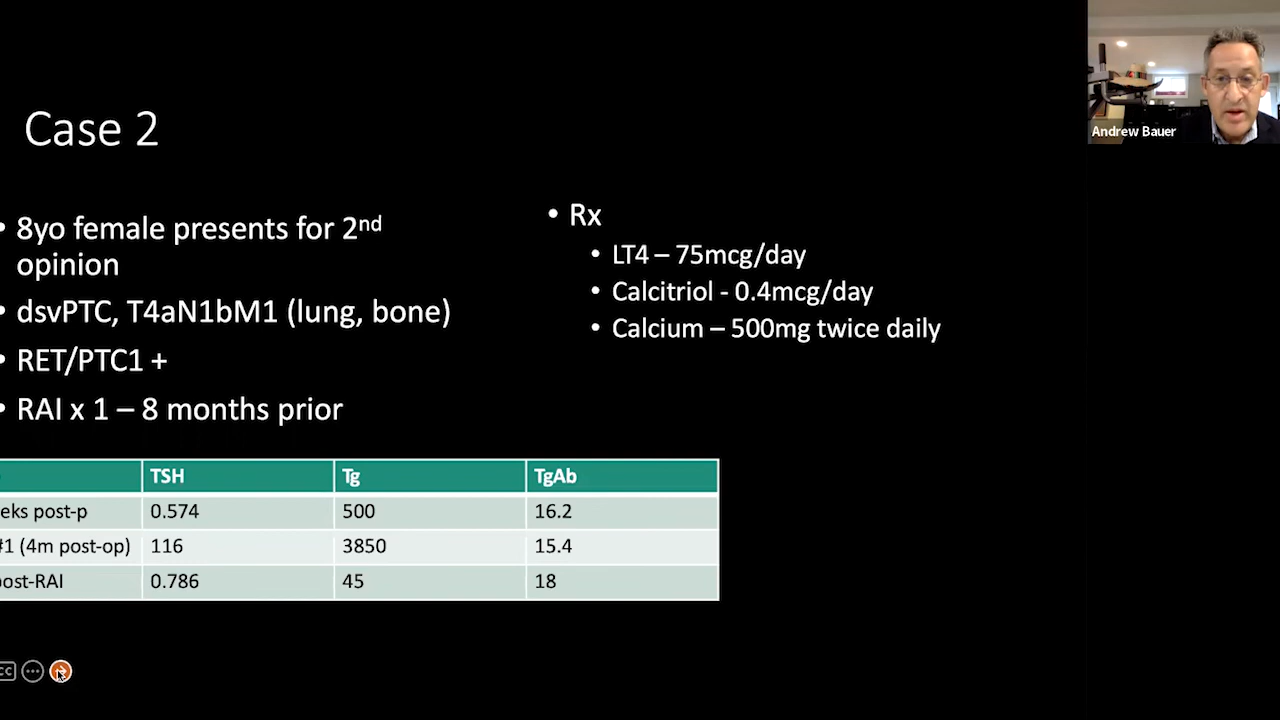 Andrew Bauer
Case 2
• 8yo female presents for 2nd
opinion
• dsvPTC, T4aN1bM1 (lung, bone)
• RET/PTC1 +
• RAI x 1 – 8 months prior
• Rx
• LT4 – 75mcg/day
• Calcitriol - 0.4mcg/day
• Calcium – 500mg twice daily
TSH Tg TgAb
eks post-p 0.574 500 16.2
#1 (4m post-op) 116 3850 15.4
post-RAI 0.786 45 18
CC